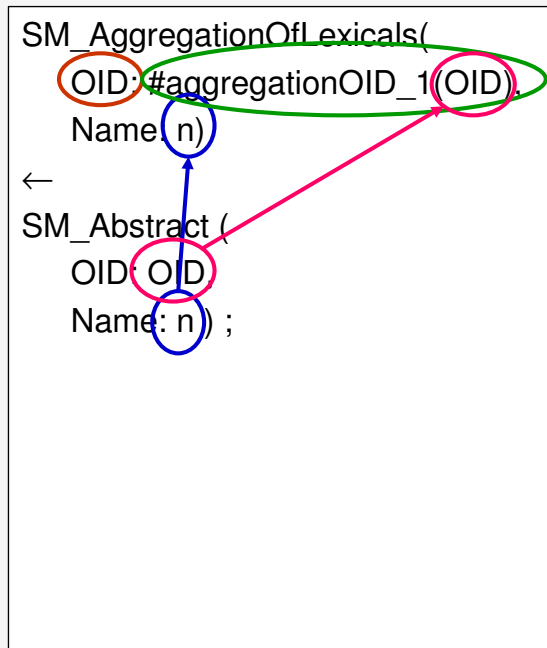 SM_AggregationOfLexicals(
OID: #aggregationOID_1(OID),
Name: n)
←
SM_Abstract (
OID: OID,
Name: n ) ;